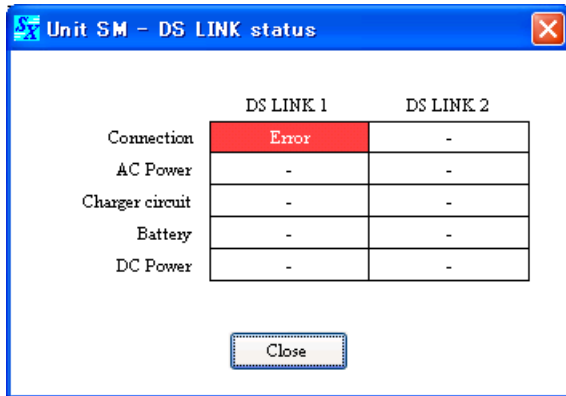 SX Unit SM - DS LINK status
DS LINK 1 DS LINK 2
Connection Error -
AC Power - -
Charger circuit - -
Battery - -
DC Power - -
Close